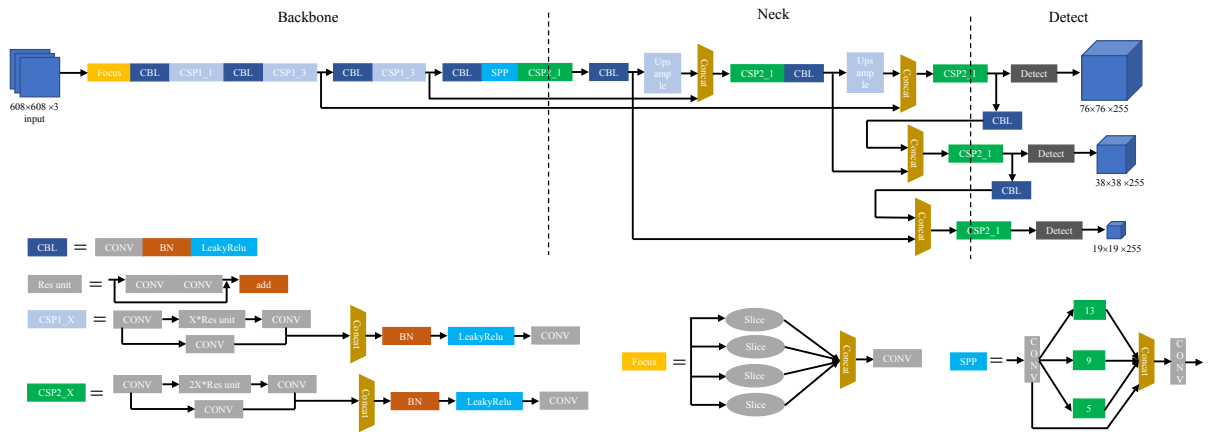 Backbone
Neck
Detect
Focus CBL CSP1_1 CBL CSP1_3 CBL CSP1_3 CBL SPP CSP2_1 CBL
Ups
ample
Concat
CSP2_1 CBL
Ups
ample
Concat
CSP2_1
Detect
608×608 ×3
input
76×76 ×255
CBL
Concat
CSP2_1
Detect
38×38 ×255
CBL
Concat
CSP2_1
Detect
19×19 ×255
CBL = CONV BN LeakyRelu
Res unit = CONV CONV add
CSP1_X = CONV X*Res unit CONV
CONV
Concat
BN LeakyRelu CONV
CSP2_X = CONV 2X*Res unit CONV
CONV
Concat
BN LeakyRelu CONV
Focus =
Slice
Slice
Slice
Slice
Concat
CONV
SPP =
CONV
13
9
5
Concat
CONV